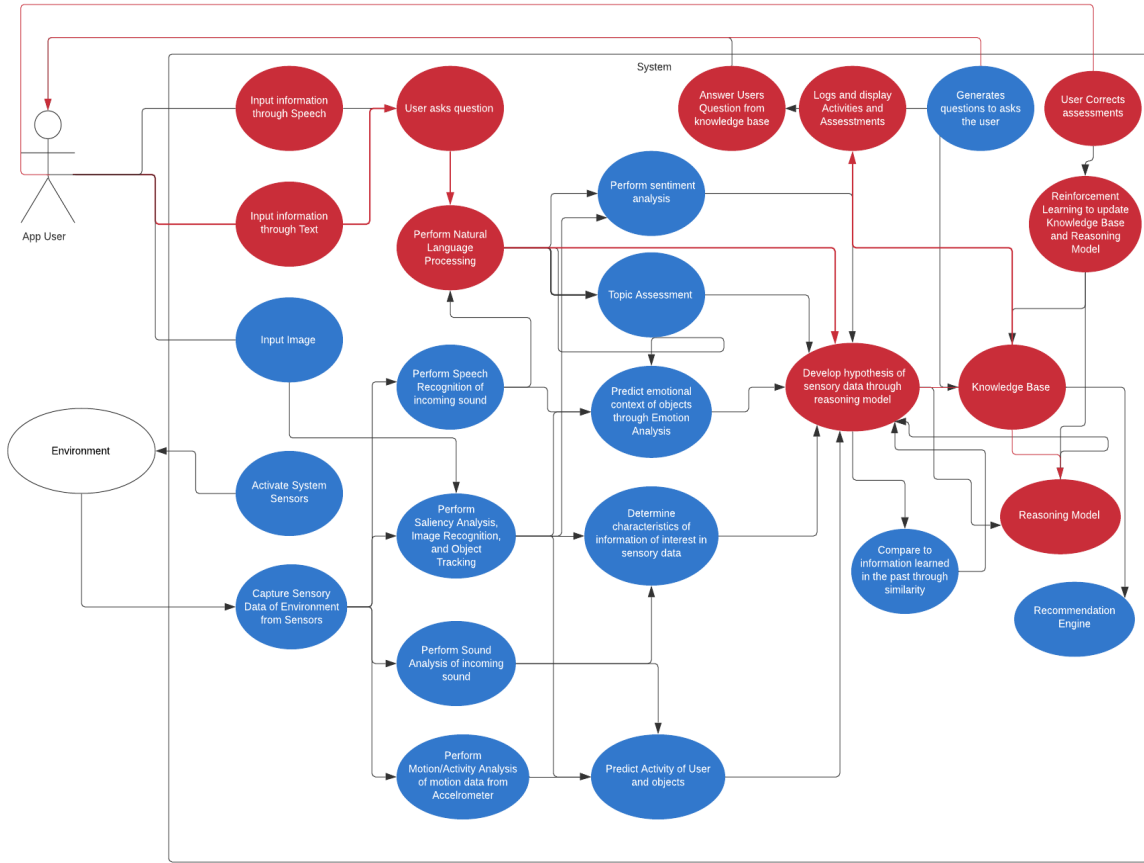 System
Input information
through Speech
User asks question
Answer Users
Question from
knowledge base
Logs and display
Activities and
Assesstments
Generates
questions to asks
the user
User Corrects
assessments
App User
Input information
through Text
Perform Natural
Language
Processing
Perform sentiment
analysis
Reinforcement
Learning to update
Knowledge Base
and Reasoning
Model
Topic Assessment
Input Image
Perform Speech
Recognition of
incoming sound
Predict emotional
context of objects
through Emotion
Analysis
Develop hypothesis of
sensory data through
reasoning model
Knowledge Base
Environment
Activate System
Sensors
Perform
Saliency Analysis,
Image Recognition,
and Object
Tracking
Determine
characteristics of
information of interest in
sensory data
Reasoning Model
Compare to
information learned
in the past through
similarity
Capture Sensory
Data of Environment
from Sensors
Recommendation
Engine
Perform Sound
Analysis of incoming
sound
Perform
Motion/Activity Analysis
of motion data from
Accelrometer
Predict Activity of User
and objects